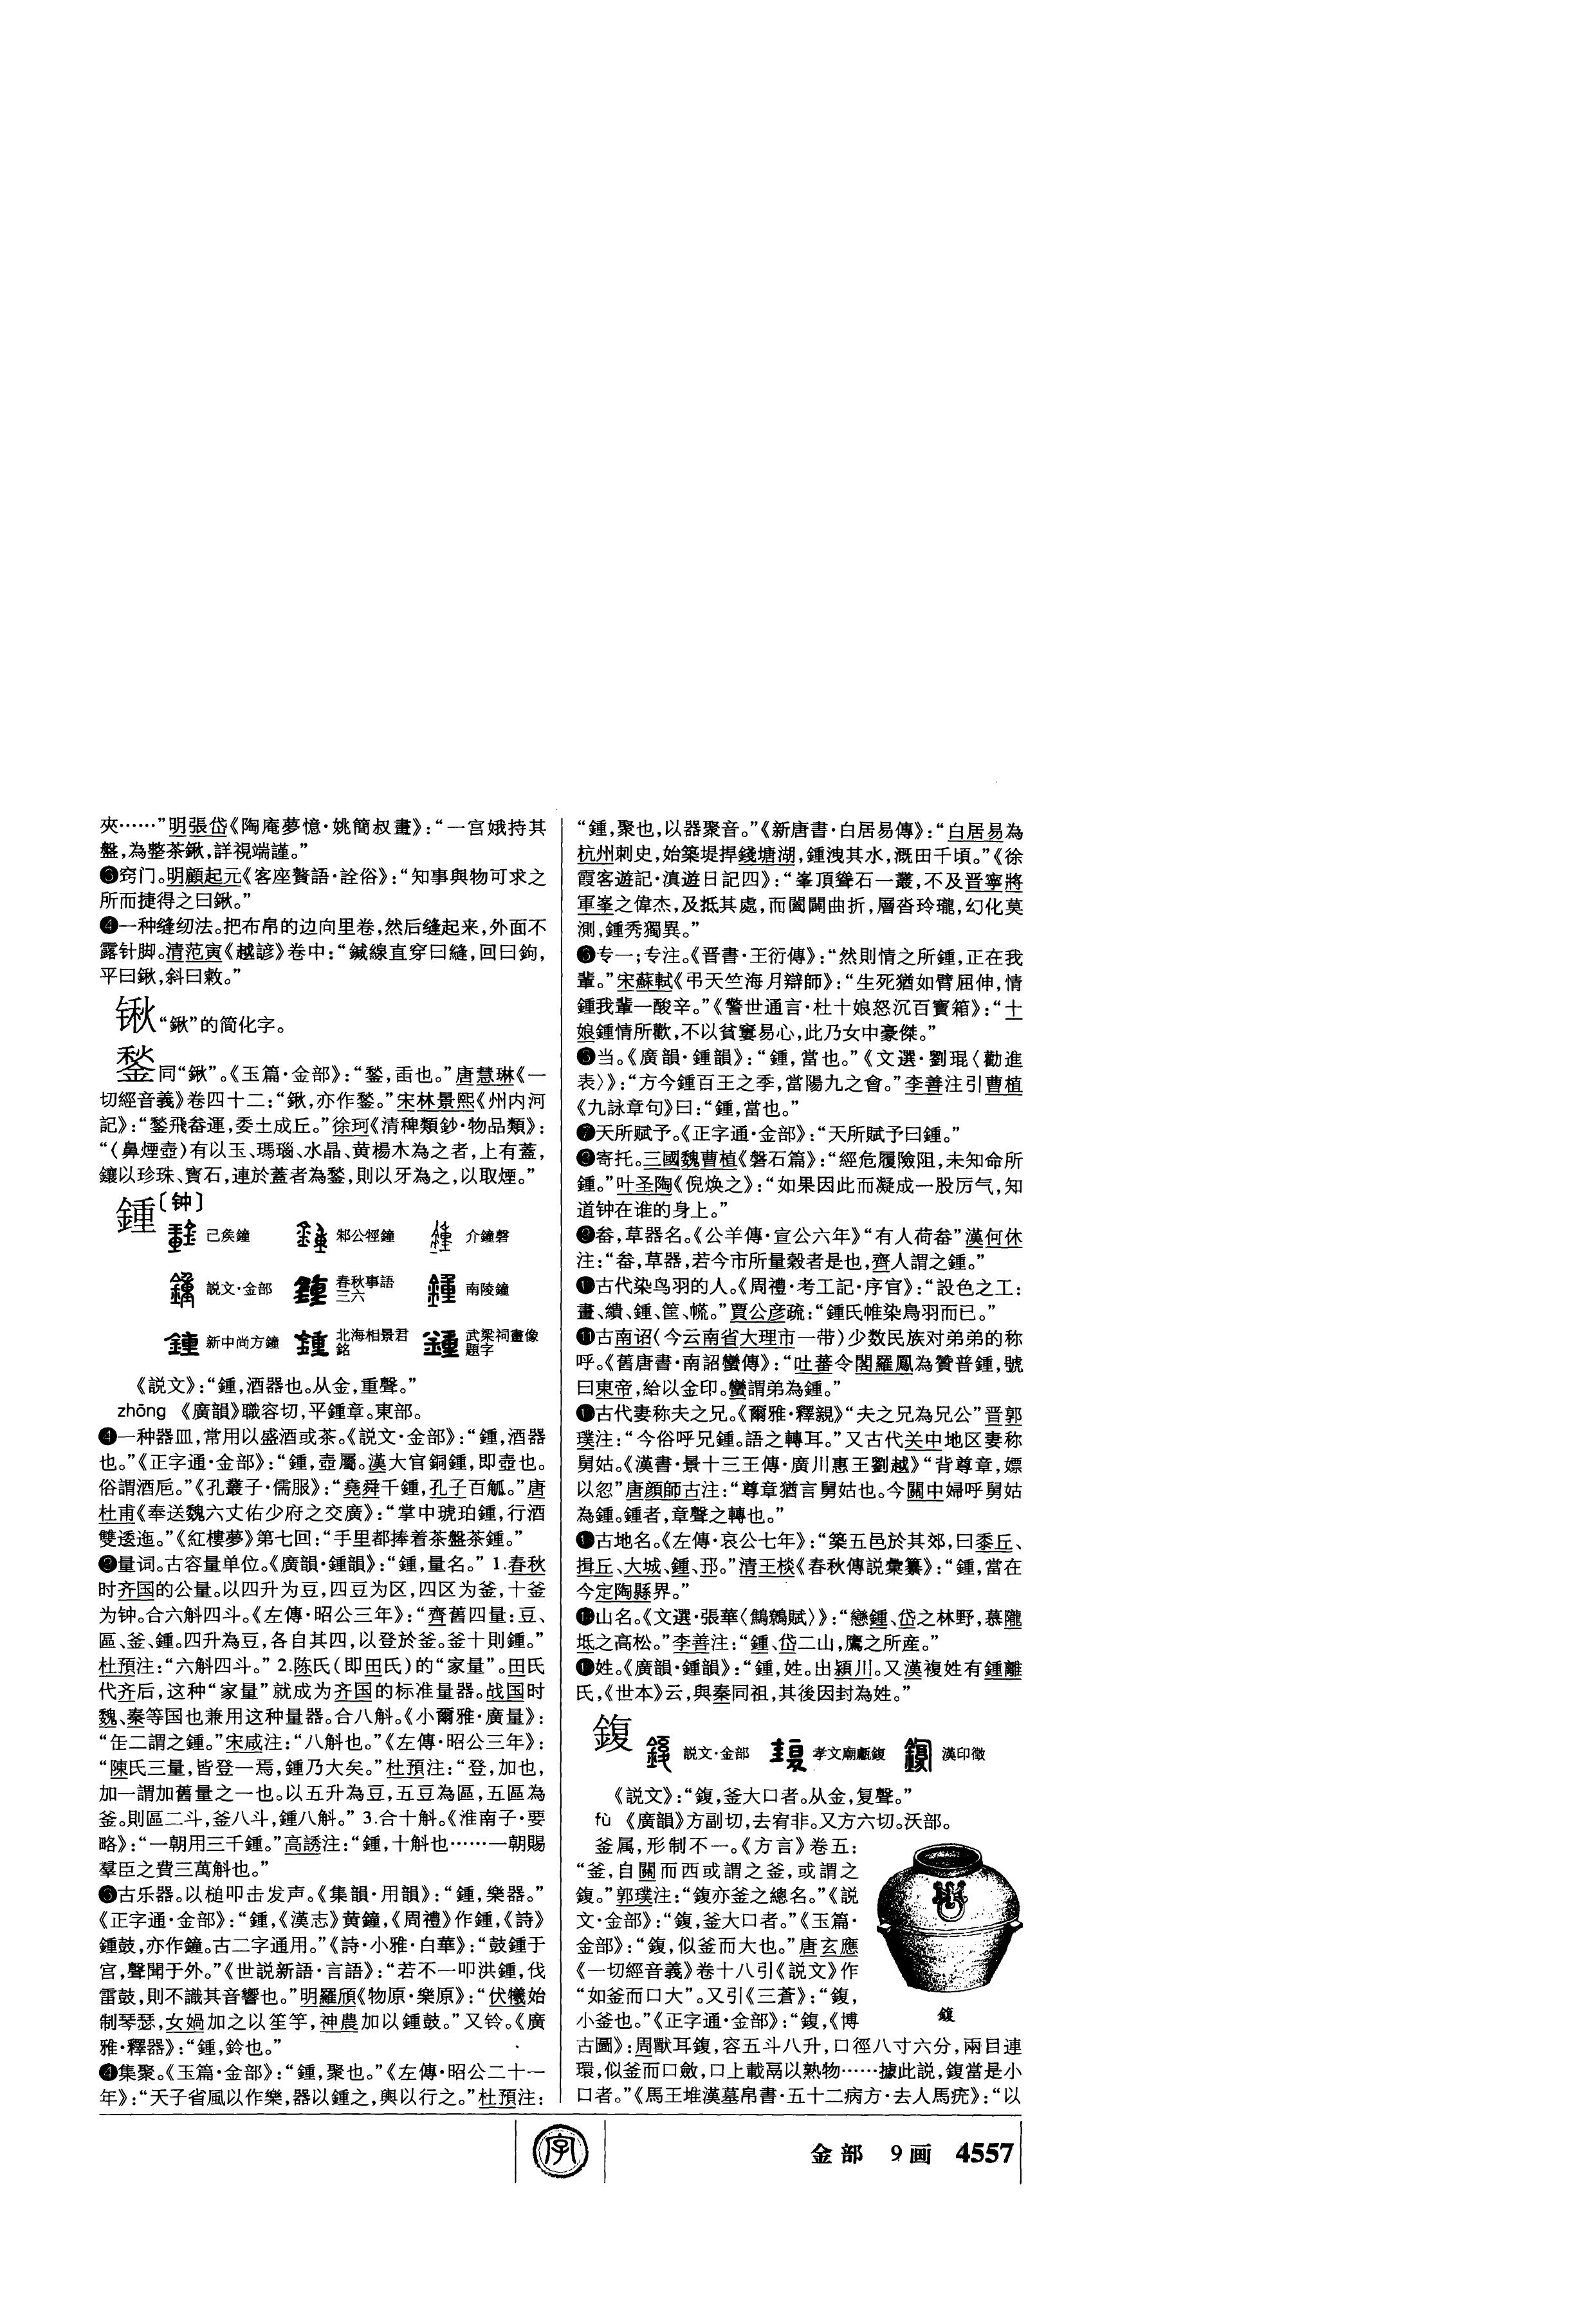 夾……”明張岱《陶庵夢憶·姚簡叔畫》：“一宫娥持其
盤，為整茶鍬，詳視端謹。”
❸窍门。明顧起元《客座贅語·詮俗》：“知事與物可求之
所而捷得之曰鍬。”
❹一种缝纫法。把布帛的边向里卷，然后缝起来，外面不
露针脚。清范寅《越諺》卷中：“鍼線直穿曰縫，回曰鉤，
平曰鍬，斜曰敹。”
锹“鍬”的简化字。
鍫同“鍬”。《玉篇·金部》：“鍫，臿也。”唐慧琳《一
切經音義》卷四十二：“鍬，亦作鍫。”宋林景熙《州内河
記》：“鍫飛畚運，委土成丘。”徐珂《清稗類鈔·物品類》：
“（鼻煙壺）有以玉、瑪瑙、水晶、黄楊木為之者，上有蓋，
鑲以珍珠、寶石，連於蓋者為鍫，則以牙為之，以取煙。”
鍾〔钟〕
己矦鐘 邾公牼鐘 介鐘磬
説文·金部 春秋事語三六 南陵鐘
新中尚方鐘 北海相景君銘 武梁祠畫像題字
《説文》：“鍾，酒器也。从金，重聲。”
zhōng 《廣韻》職容切，平鍾章。東部。
❹一种器皿，常用以盛酒或茶。《説文·金部》：“鍾，酒器
也。”《正字通·金部》：“鍾，壺屬。漢大官銅鍾，即壺也。
俗謂酒卮。”《孔叢子·儒服》：“堯舜千鍾，孔子百觚。”唐
杜甫《奉送魏六丈佑少府之交廣》：“掌中琥珀鍾，行酒
雙逶迤。”《紅樓夢》第七回：“手里都捧着茶盤茶鍾。”
❷量词。古容量单位。《廣韻·鍾韻》：“鍾，量名。” 1.春秋
时齐国的公量。以四升为豆，四豆为区，四区为釜，十釜
为钟。合六斛四斗。《左傳·昭公三年》：“齊舊四量：豆、
區、釜、鍾。四升為豆，各自其四，以登於釜。釜十則鍾。”
杜預注：“六斛四斗。” 2.陈氏（即田氏）的“家量”。田氏
代齐后，这种“家量”就成为齐国的标准量器。战国时
魏、秦等国也兼用这种量器。合八斛。《小爾雅·廣量》：
“缶二謂之鍾。”宋咸注：“八斛也。”《左傳·昭公三年》：
“陳氏三量，皆登一焉，鍾乃大矣。”杜預注：“登，加也，
加一謂加舊量之一也。以五升為豆，五豆為區，五區為
釜。則區二斗，釜八斗，鍾八斛。” 3.合十斛。《淮南子·要
略》：“一朝用三千鍾。”高誘注：“鍾，十斛也……一朝賜
羣臣之費三萬斛也。”
❸古乐器。以槌叩击发声。《集韻·用韻》：“鍾，樂器。”
《正字通·金部》：“鍾，《漢志》黄鐘，《周禮》作鍾，《詩》
鍾鼓，亦作鐘。古二字通用。”《詩·小雅·白華》：“鼓鍾于
宫，聲聞于外。”《世説新語·言語》：“若不一叩洪鍾，伐
雷鼓，則不識其音響也。”明羅頎《物原·樂原》：“伏犧始
制琴瑟，女媧加之以笙竽，神農加以鍾鼓。”又铃。《廣
雅·釋器》：“鍾，鈴也。”
❹集聚。《玉篇·金部》：“鍾，聚也。”《左傳·昭公二十一
年》：“天子省風以作樂，器以鍾之，輿以行之。”杜預注：
“鍾，聚也，以器聚音。”《新唐書·白居易傳》：“白居易為
杭州刺史，始築堤捍錢塘湖，鍾洩其水，溉田千頃。”《徐
霞客遊記·滇遊日記四》：“峯頂聳石一叢，不及晋寧將
軍峯之偉杰，及抵其處，而闔闢曲折，層沓玲瓏，幻化莫
測，鍾秀獨異。”
❺专一；专注。《晋書·王衍傳》：“然則情之所鍾，正在我
輩。”宋蘇軾《弔天竺海月辯師》：“生死猶如臂屈伸，情
鍾我輩一酸辛。”《警世通言·杜十娘怒沉百寶箱》：“十
娘鍾情所歡，不以貧窶易心，此乃女中豪傑。”
❻当。《廣韻·鍾韻》：“鍾，當也。”《文選·劉琨〈勸進
表〉》：“方今鍾百王之季，當陽九之會。”李善注引曹植
《九詠章句》曰：“鍾，當也。”
❼天所赋予。《正字通·金部》：“天所賦予曰鍾。”
❽寄托。三國魏曹植《磐石篇》：“經危履險阻，未知命所
鍾。”叶圣陶《倪焕之》：“如果因此而凝成一股厉气，知
道钟在谁的身上。”
❾畚，草器名。《公羊傳·宣公六年》“有人荷畚”漢何休
注：“畚，草器，若今市所量穀者是也，齊人謂之鍾。”
❿古代染鸟羽的人。《周禮·考工記·序官》：“設色之工：
畫、繢、鍾、筐、㡛。”賈公彦疏：“鍾氏帷染鳥羽而已。”
⓫古南诏（今云南省大理市一带）少数民族对弟弟的称
呼。《舊唐書·南詔蠻傳》：“吐蕃令閣羅鳳為贊普鍾，號
曰東帝，給以金印。蠻謂弟為鍾。”
⓬古代妻称夫之兄。《爾雅·釋親》“夫之兄為兄公”晋郭
璞注：“今俗呼兄鍾。語之轉耳。”又古代关中地区妻称
舅姑。《漢書·景十三王傳·廣川惠王劉越》“背尊章，嫖
以忽”唐顔師古注：“尊章猶言舅姑也。今關中婦呼舅姑
為鍾。鍾者，章聲之轉也。”
⓭古地名。《左傳·哀公七年》：“築五邑於其郊，曰黍丘、
揖丘、大城、鍾、邘。”清王掞《春秋傳説彙纂》：“鍾，當在
今定陶縣界。”
⓮山名。《文選·張華〈鷦鷯賦〉》：“戀鍾、岱之林野，慕隴
坻之高松。”李善注：“鍾、岱二山，鷹之所産。”
⓯姓。《廣韻·鍾韻》：“鍾，姓。出潁川。又漢複姓有鍾離
氏，《世本》云，與秦同祖，其後因封為姓。”
鍑 説文·金部 孝文廟甗鍑 漢印徵
《説文》：“鍑，釜大口者。从金，复聲。”
fù 《廣韻》方副切，去宥非。又方六切。沃部。
釜属，形制不一。《方言》卷五：
“釜，自關而西或謂之釜，或謂之
鍑。”郭璞注：“鍑亦釜之總名。”《説
文·金部》：“鍑，釜大口者。”《玉篇·
金部》：“鍑，似釜而大也。”唐玄應
《一切經音義》卷十八引《説文》作
“如釜而口大”。又引《三蒼》：“鍑，
小釜也。”《正字通·金部》：“鍑，《博
鍑
古圖》：周獸耳鍑，容五斗八升，口徑八寸六分，兩目連
環，似釜而口斂，口上載鬲以熟物……據此説，鍑當是小
口者。”《馬王堆漢墓帛書·五十二病方·去人馬疣》：“以
字
金部 9画 4557